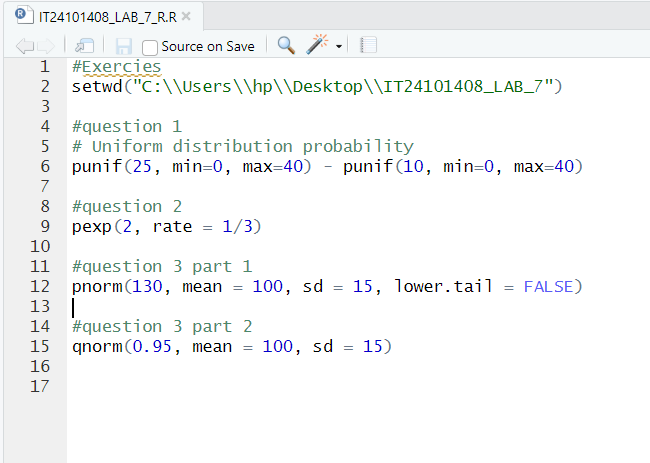 IT24101408_LAB_7_R.R
Source on Save
1 #Exercies
2 setwd("C:\\Users\\hp\\Desktop\\IT24101408_LAB_7")
3
4 #question 1
5 # Uniform distribution probability
6 punif(25, min=0, max=40) - punif(10, min=0, max=40)
7
8 #question 2
9 pexp(2, rate = 1/3)
10
11 #question 3 part 1
12 pnorm(130, mean = 100, sd = 15, lower.tail = FALSE)
13
14 #question 3 part 2
15 qnorm(0.95, mean = 100, sd = 15)
16
17